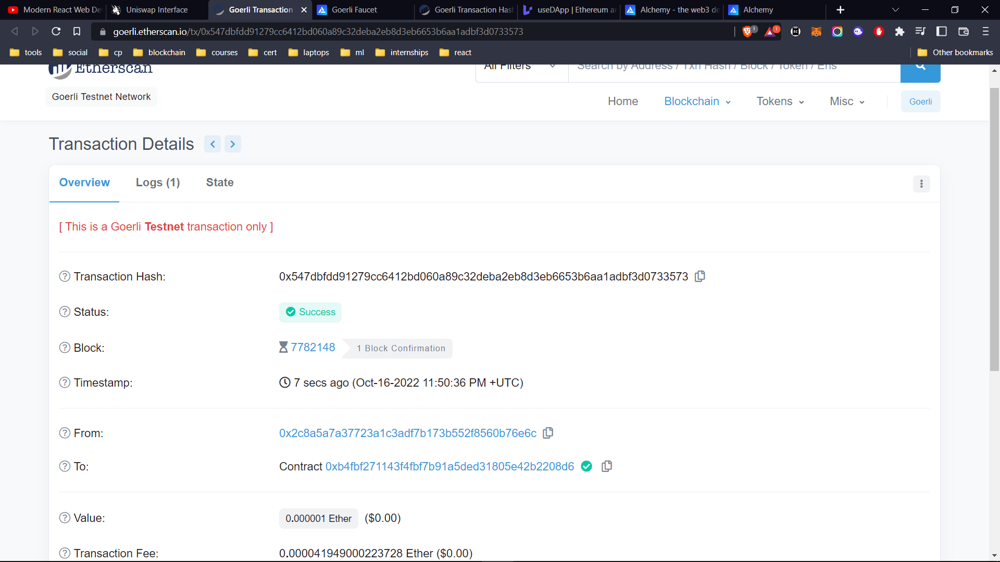 Modern React Web De
Uniswap Interface
Goerli Transaction
Goerli Faucet
Goerli Transaction Has
useDApp | Ethereum a
Alchemy - the web3 de
Alchemy
goerli.etherscan.io/tx/0x547dbfdd91279cc6412bd060a89c32deba2eb8d3eb6653b6aa1adbf3d0733573
1
1
tools
social
cp
blockchain
courses
cert
laptops
ml
internships
react
Other bookmarks
Etherscan
All Filters
Search by Address / Txn Hash / Block / Token / Ens
Goerli Testnet Network
Home
Blockchain
Tokens
Misc
Goerli
Transaction Details
Overview
Logs (1)
State
[ This is a Goerli Testnet transaction only ]
Transaction Hash:
0x547dbfdd91279cc6412bd060a89c32deba2eb8d3eb6653b6aa1adbf3d0733573
Status:
Success
Block:
7782148
1 Block Confirmation
Timestamp:
7 secs ago (Oct-16-2022 11:50:36 PM +UTC)
From:
0x2c8a5a7a37723a1c3adf7b173b552f8560b76e6c
To:
Contract 0xb4fbf271143f4fbf7b91a5ded31805e42b2208d6
Value:
0.000001 Ether
($0.00)
Transaction Fee:
0.000041949000223728 Ether ($0.00)